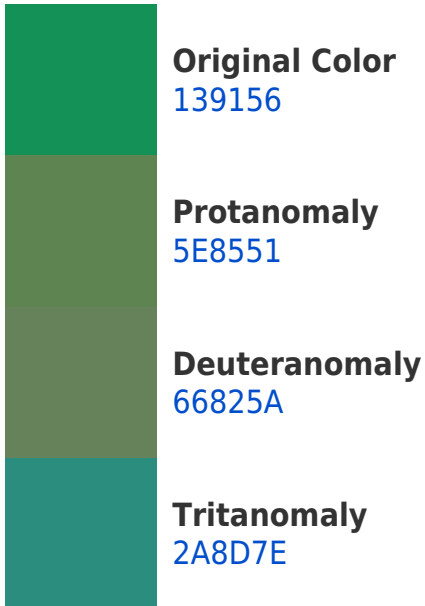 Original Color
139156
Protanomaly
5E8551
Deuteranomaly
66825A
Tritanomaly
2A8D7E